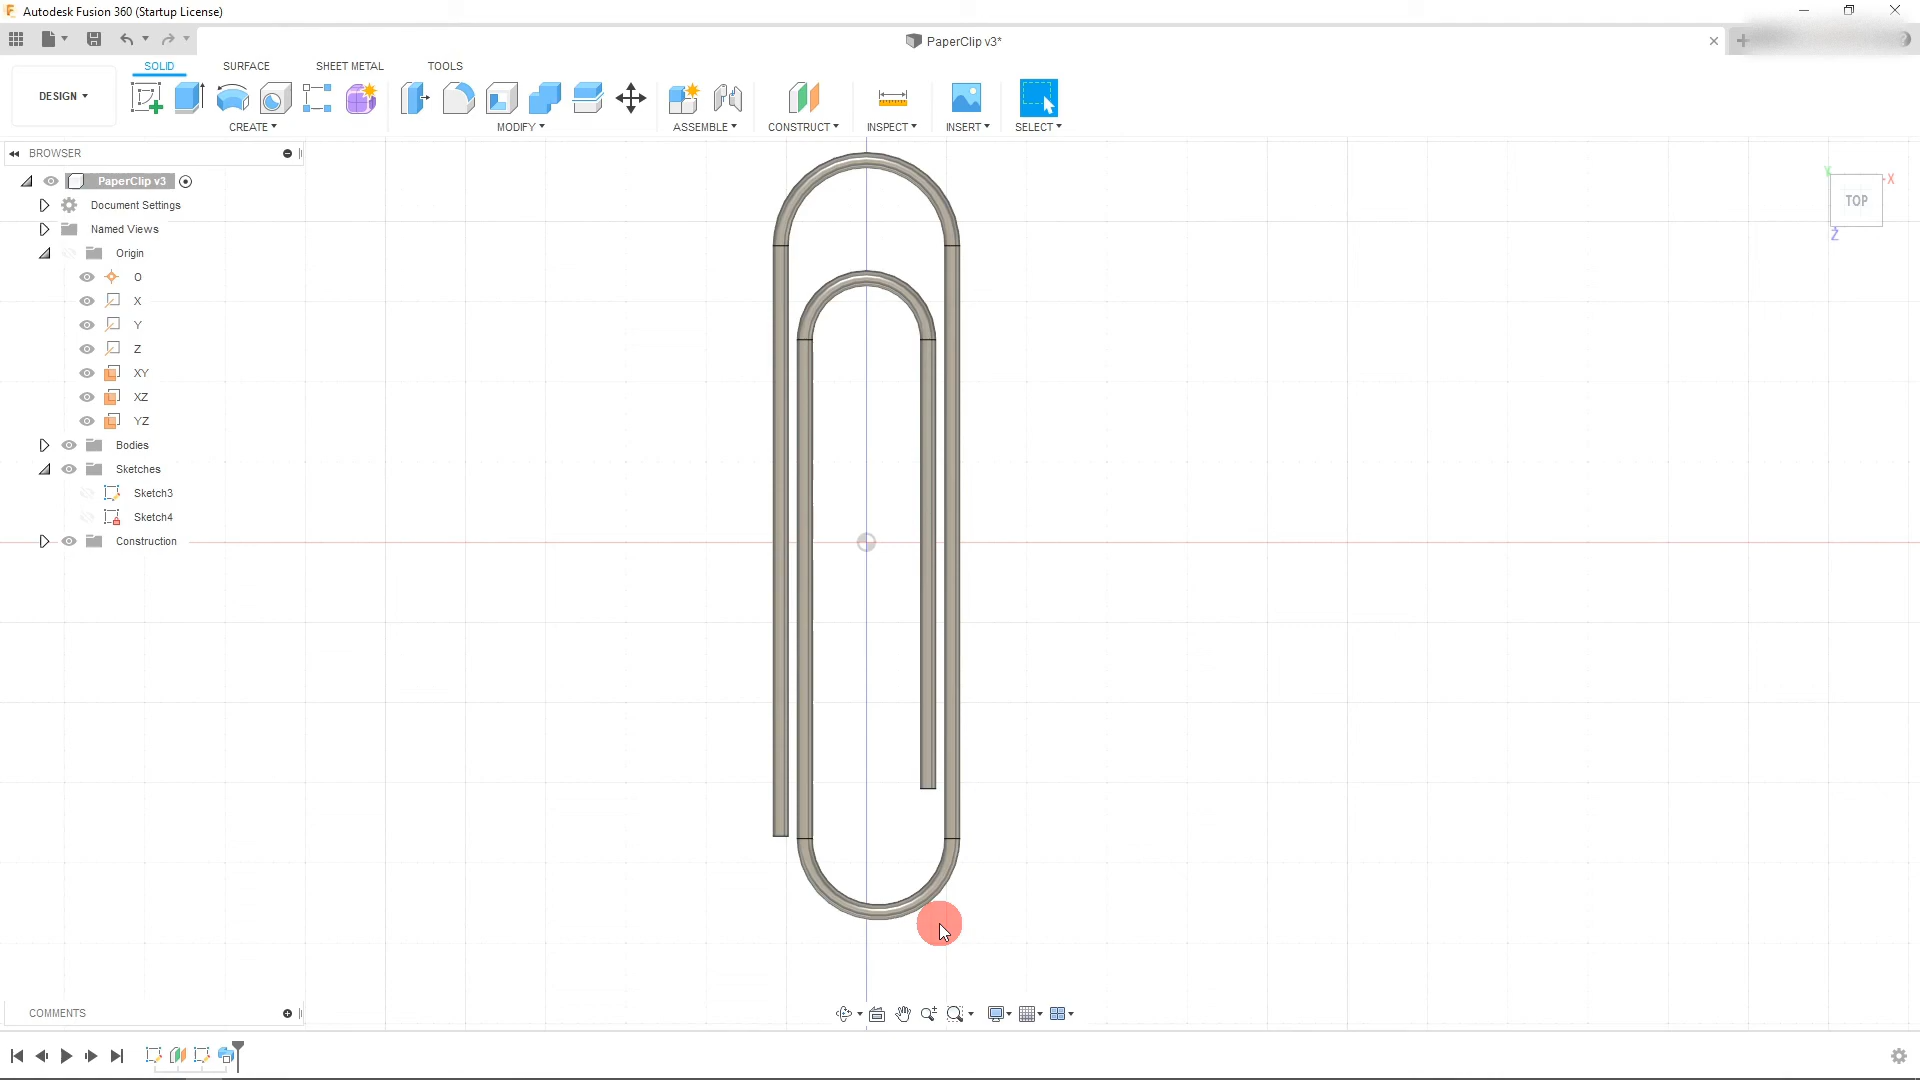 Autodesk Fusion 360 (Startup License)
PaperClip v3*
SOLID SURFACE SHEET METAL TOOLS
DESIGN
CREATE MODIFY ASSEMBLE CONSTRUCT INSPECT INSERT SELECT
BROWSER
PaperClip v3
Document Settings
Named Views
Origin
O
X
Y
Z
XY
XZ
YZ
Bodies
Sketches
Sketch3
Sketch4
Construction
Y
X
TOP
Z
COMMENTS